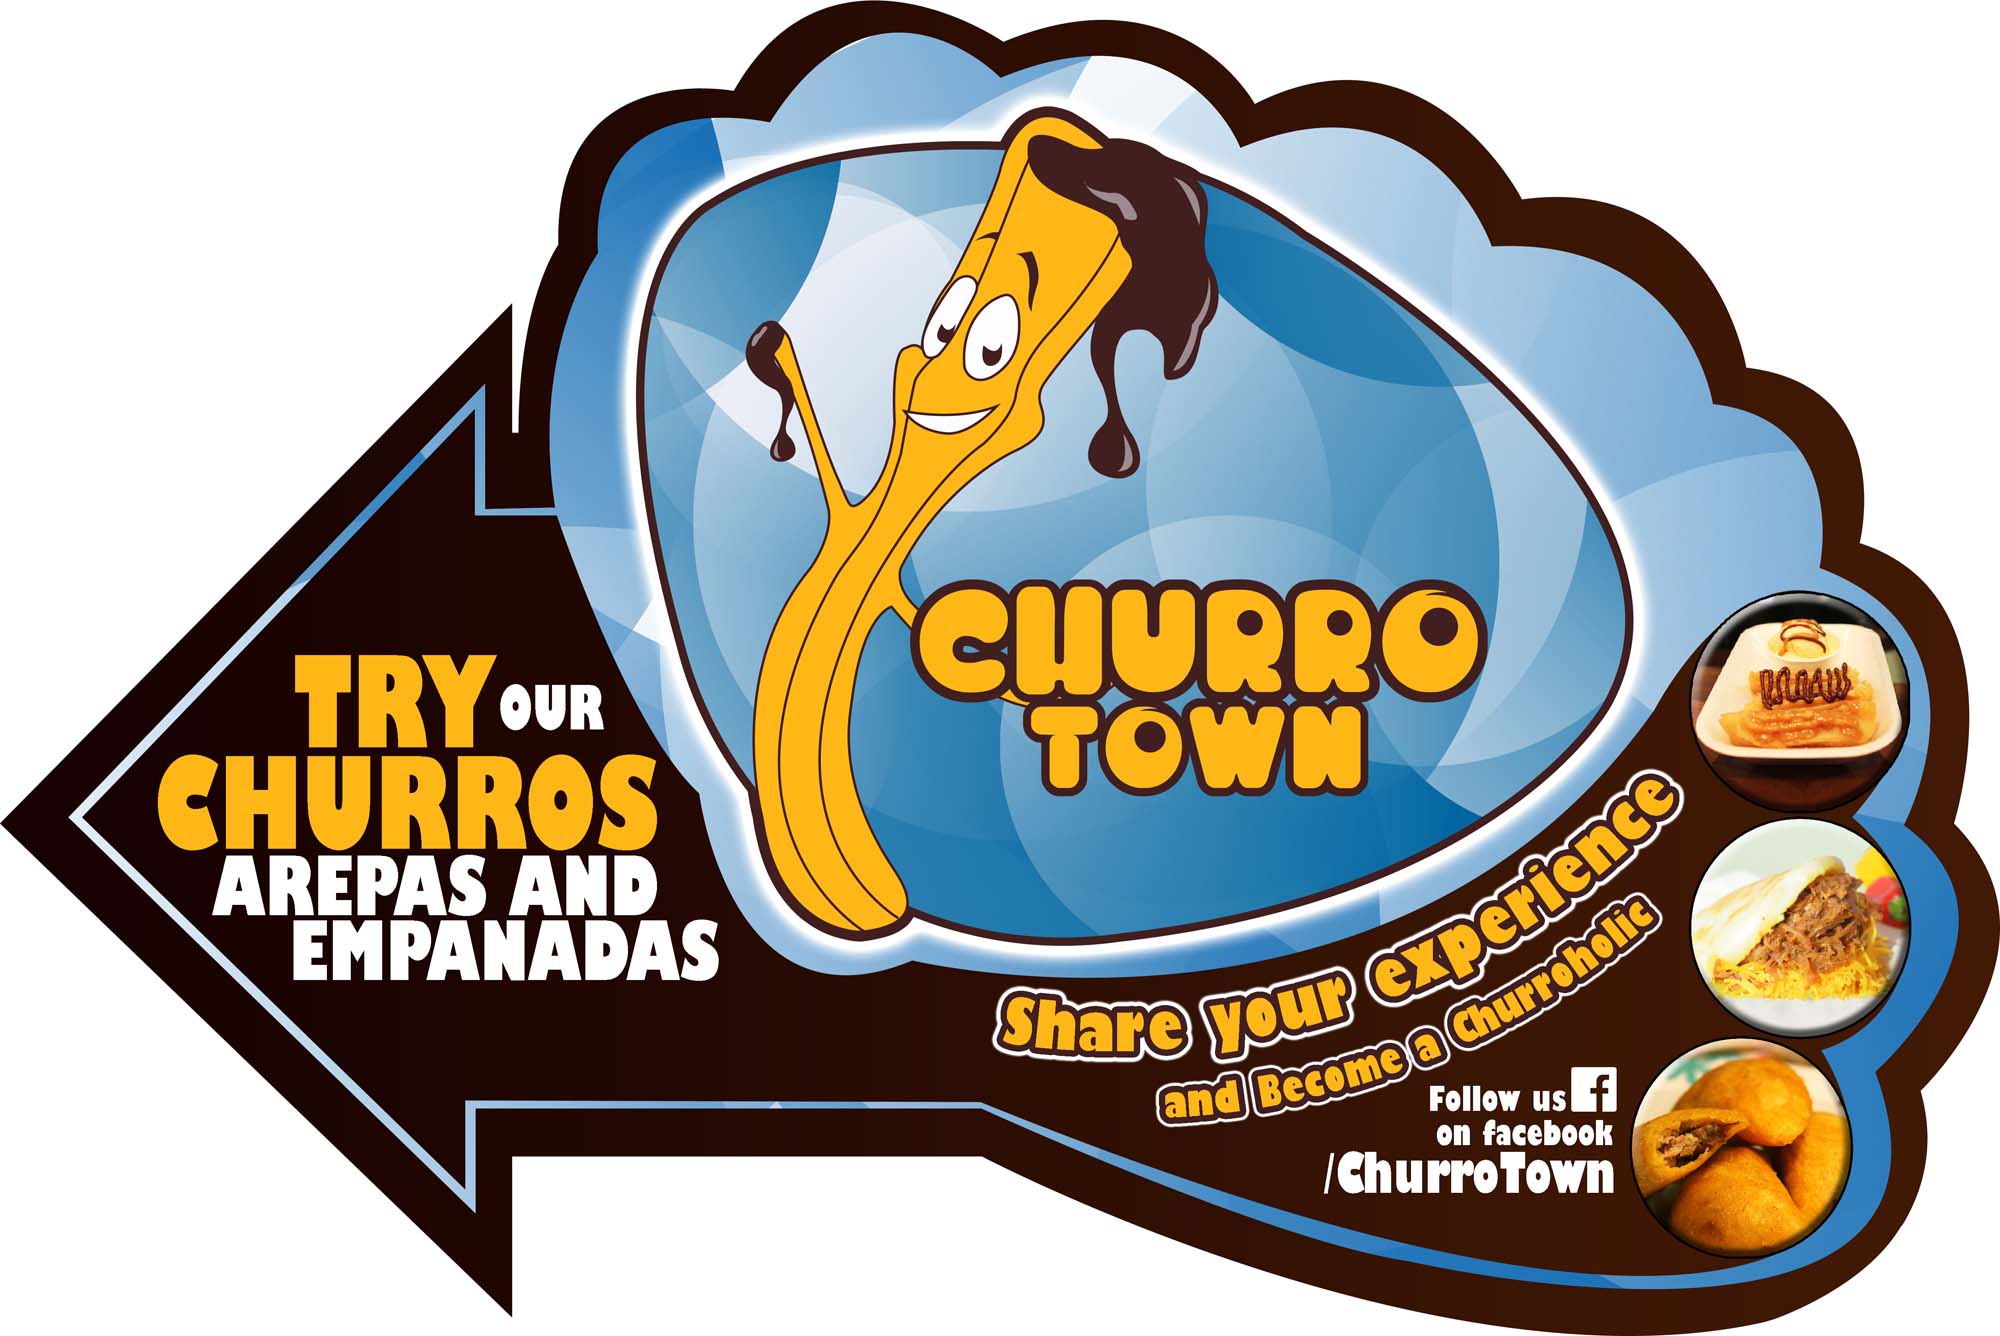 CHURRO
TOWN
TRY OUR
CHURROS
AREPAS AND
EMPANADAS
Share your experience
and Become a Churroholic
Follow us f
on facebook
/ChurroTown